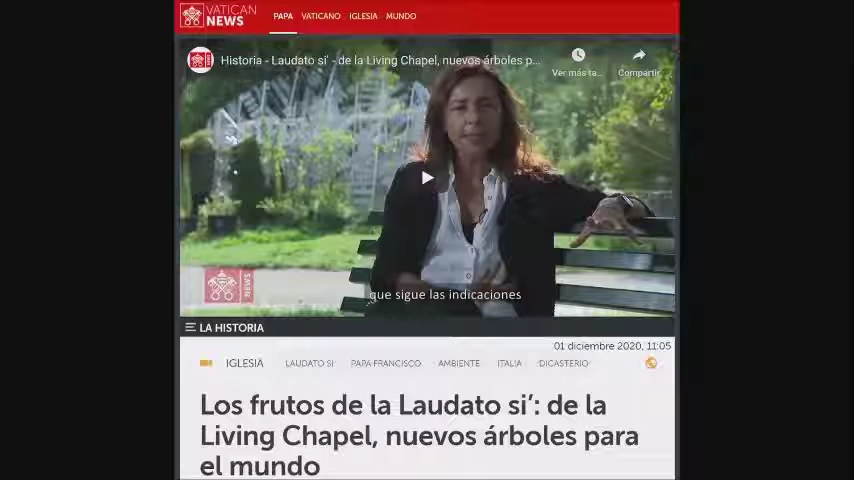 VATICAN
NEWS
PAPA VATICANO IGLESIA MUNDO
Historia - Laudato si' - de la Living Chapel, nuevos árboles p...
Ver más ta...
Compartir
NEWS
que sigue las indicaciones
LA HISTORIA
01 diciembre 2020, 11:05
IGLESIA LAUDATO SI PAPA FRANCISCO AMBIENTE ITALIA DICASTERIO
Los frutos de la Laudato si’: de la
Living Chapel, nuevos árboles para
el mundo